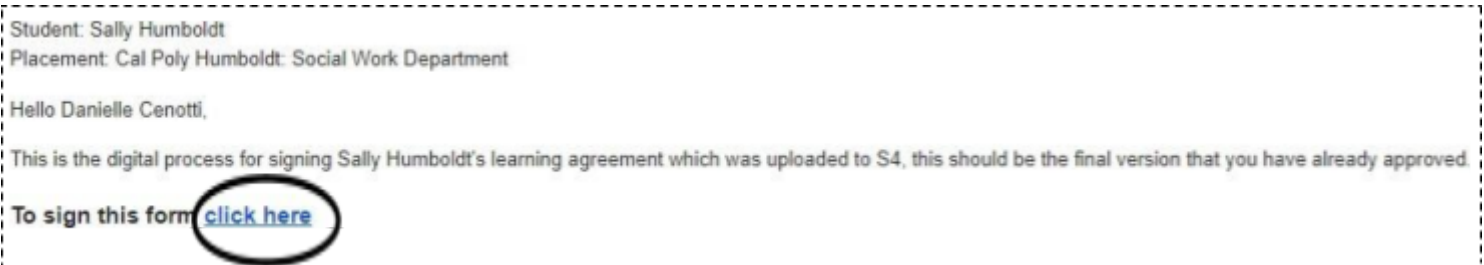 Student: Sally Humboldt
Placement: Cal Poly Humboldt: Social Work Department
Hello Danielle Cenotti,
This is the digital process for signing Sally Humboldt's learning agreement which was uploaded to S4, this should be the final version that you have already approved.
To sign this form click here